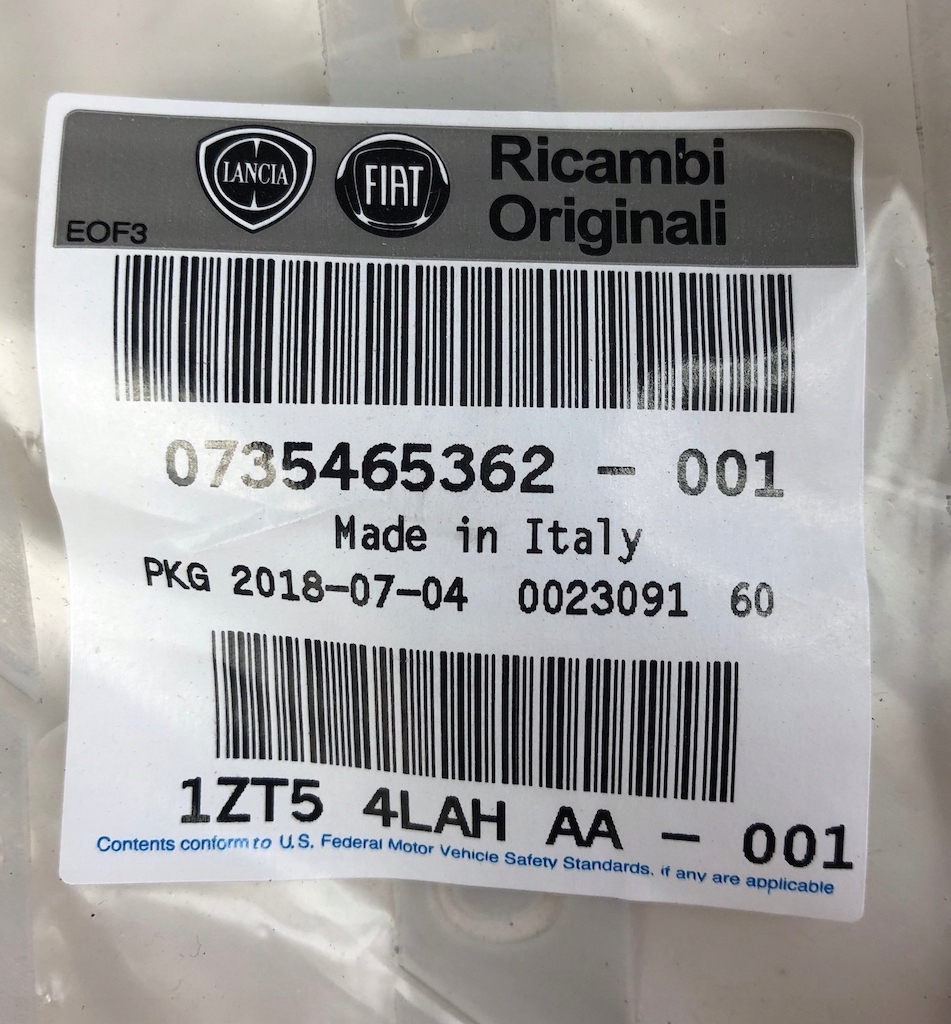 LANCIA FIAT Ricambi
Originali
EOF3
0735465362 - 001
Made in Italy
PKG 2018-07-04 0023091 60
1ZT5 4LAH AA - 001
Contents conform to U.S. Federal Motor Vehicle Safety Standards, if any are applicable